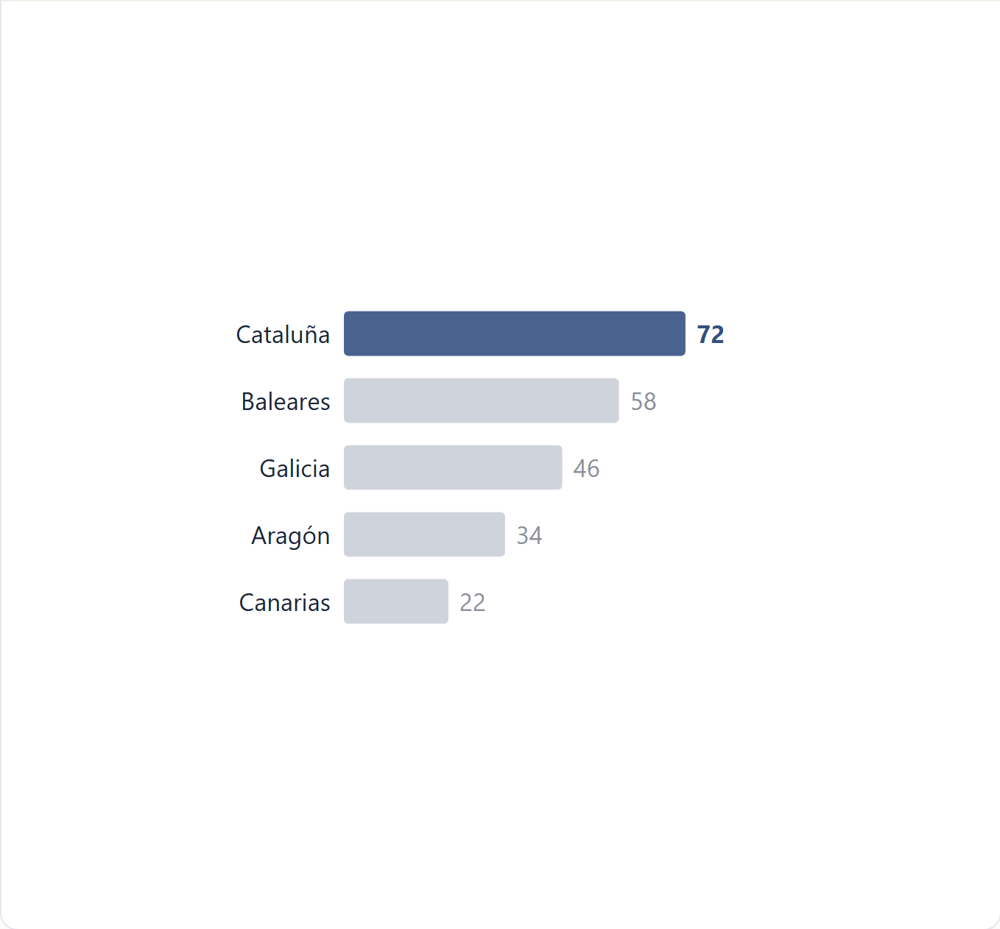 Cataluña 72
Baleares 58
Galicia 46
Aragón 34
Canarias 22